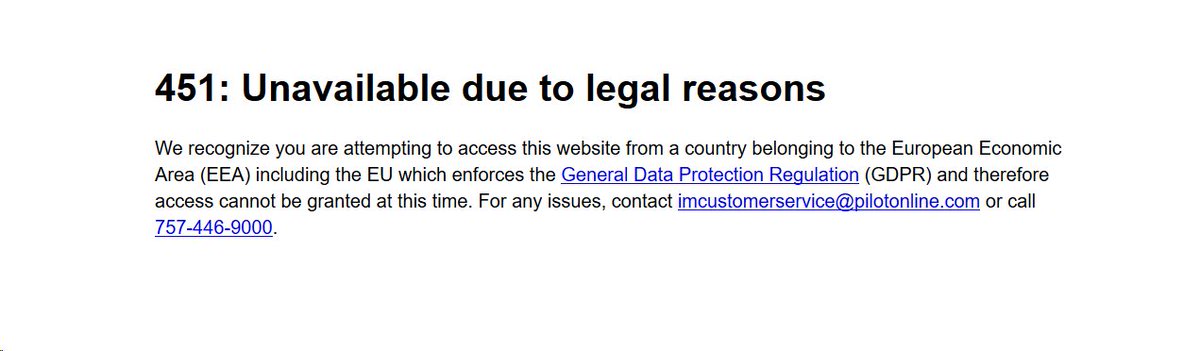 451: Unavailable due to legal reasons
We recognize you are attempting to access this website from a country belonging to the European Economic
Area (EEA) including the EU which enforces the General Data Protection Regulation (GDPR) and therefore
access cannot be granted at this time. For any issues, contact imcustomerservice@pilotonline.com or call
757-446-9000.